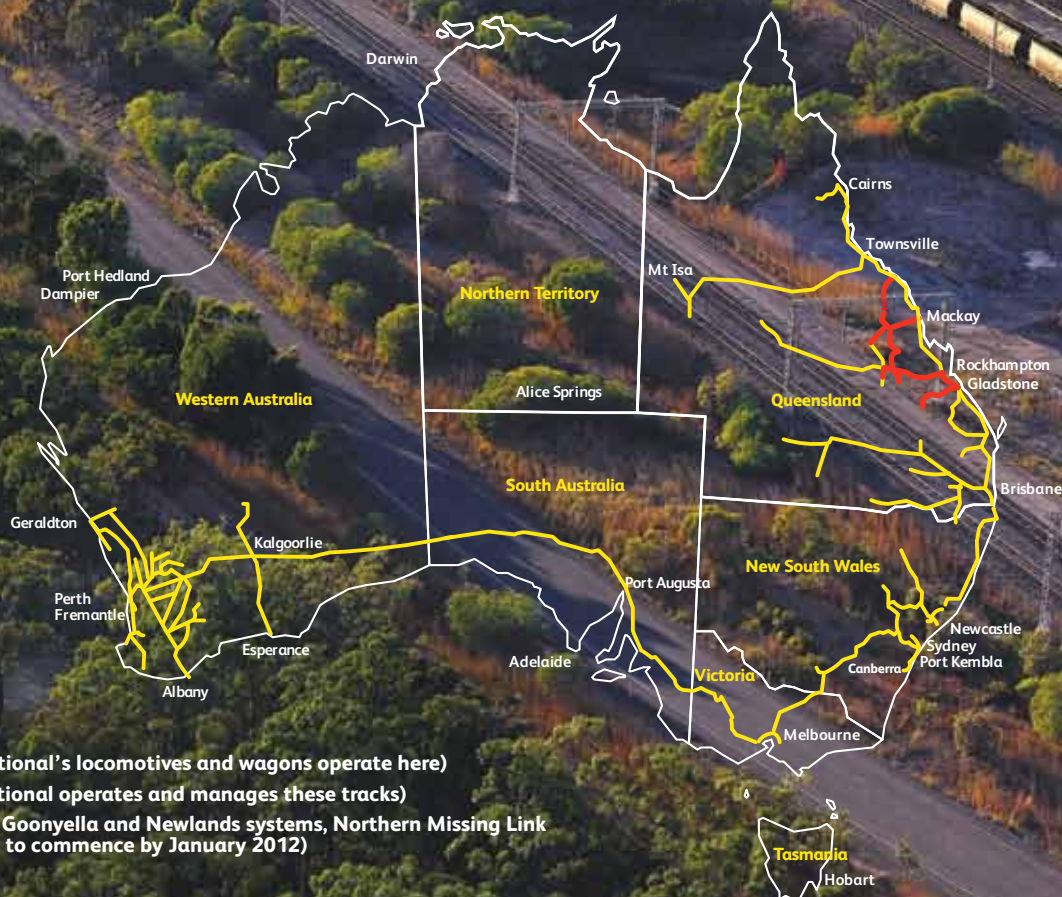 Darwin
Cairns
Townsville
Mt Isa
Port Hedland
Dampier
Northern Territory
Mackay
Rockhampton
Gladstone
Alice Springs
Western Australia
Queensland
South Australia
Brisbane
Geraldton
Kalgoorlie
New South Wales
Port Augusta
Perth
Fremantle
Newcastle
Sydney
Port Kembla
Esperance
Adelaide
Canberra
Victoria
Albany
Melbourne
tional's locomotives and wagons operate here)
tional operates and manages these tracks)
Goonyella and Newlands systems, Northern Missing Link
to commence by January 2012)
Tasmania
Hobart